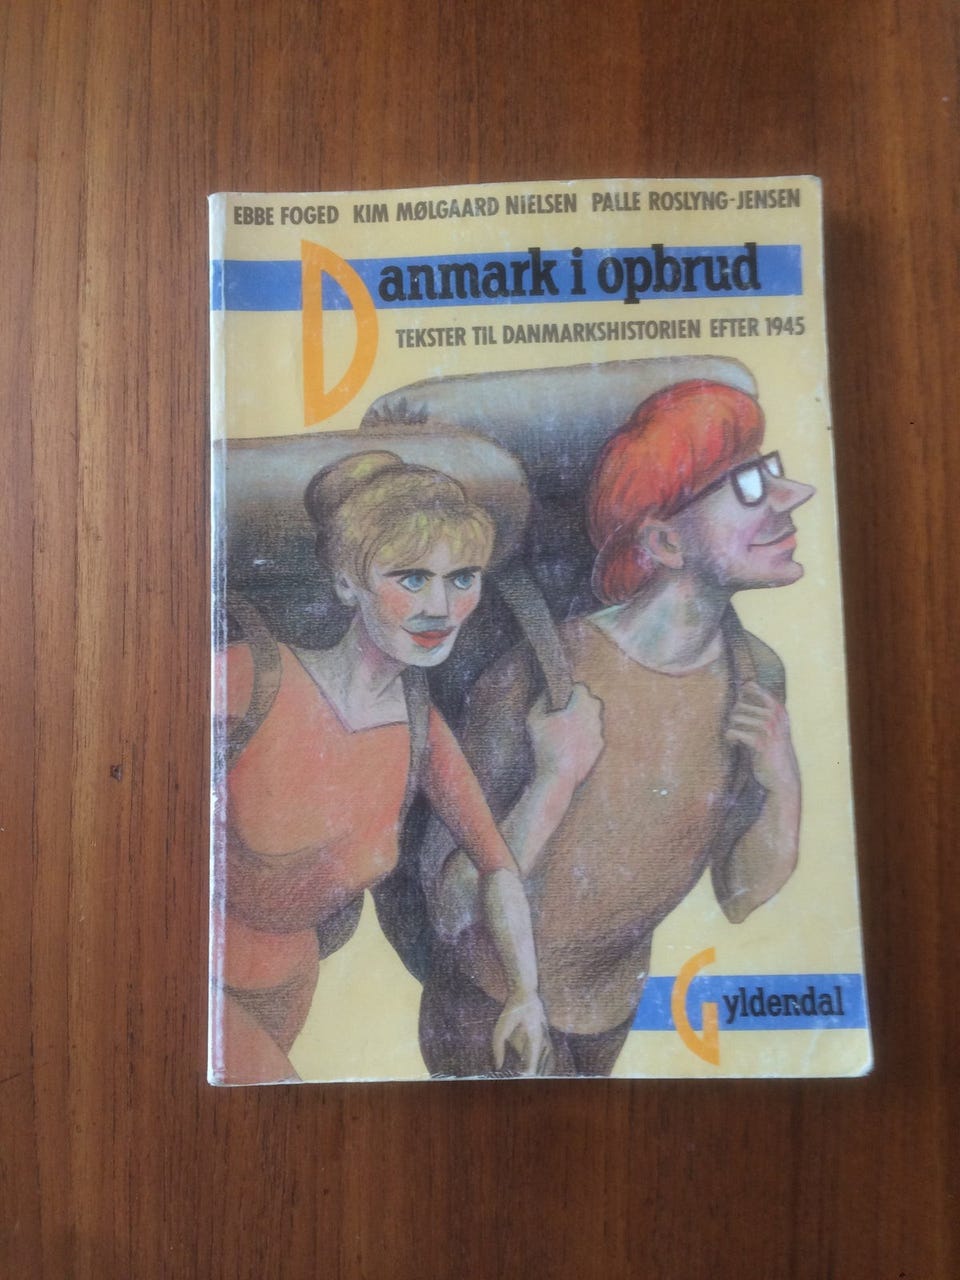 EBBE FOGED KIM MØLGAARD NIELSEN PALLE ROSLYNG-JENSEN
Danmark i opbrud
TEKSTER TIL DANMARKSHISTORIEN EFTER 1945
Gyldendal